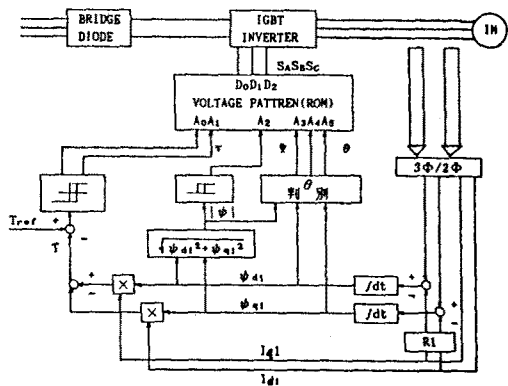 BRIDGE
DIODE
IGBT
INVERTER
IM
SASBSC
D0D1D2
VOLTAGE PATTREN(ROM)
A0A1 A2 A3A4A5
τ Ψ θ
3Φ/2Φ
θ
判別
|ψ|
Tref + −
T
√ψd1²+ψq1²
ψd1
ψq1
+ −
× ×
∫dt
∫dt
+ −
+ −
R1
Iq1
Id1